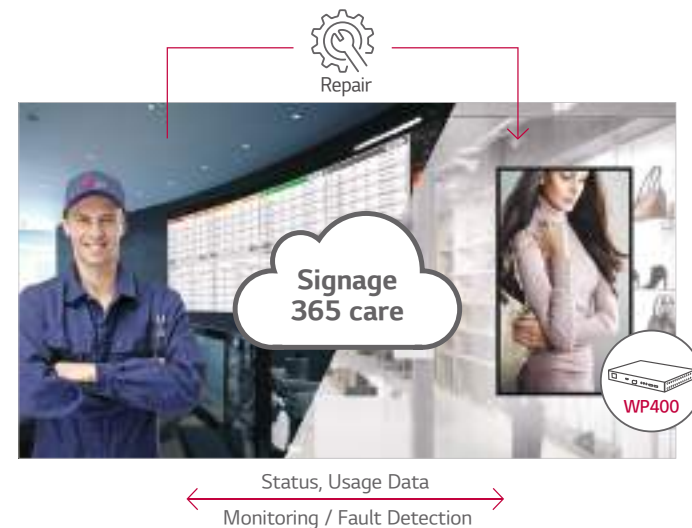 Repair
Signage
365 care
WP400
Status, Usage Data
Monitoring / Fault Detection